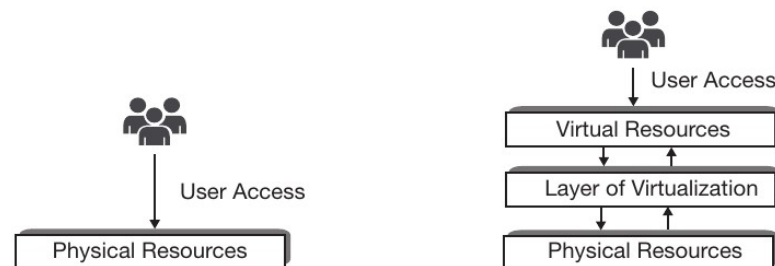 User Access
Physical Resources
User Access
Virtual Resources
Layer of Virtualization
Physical Resources